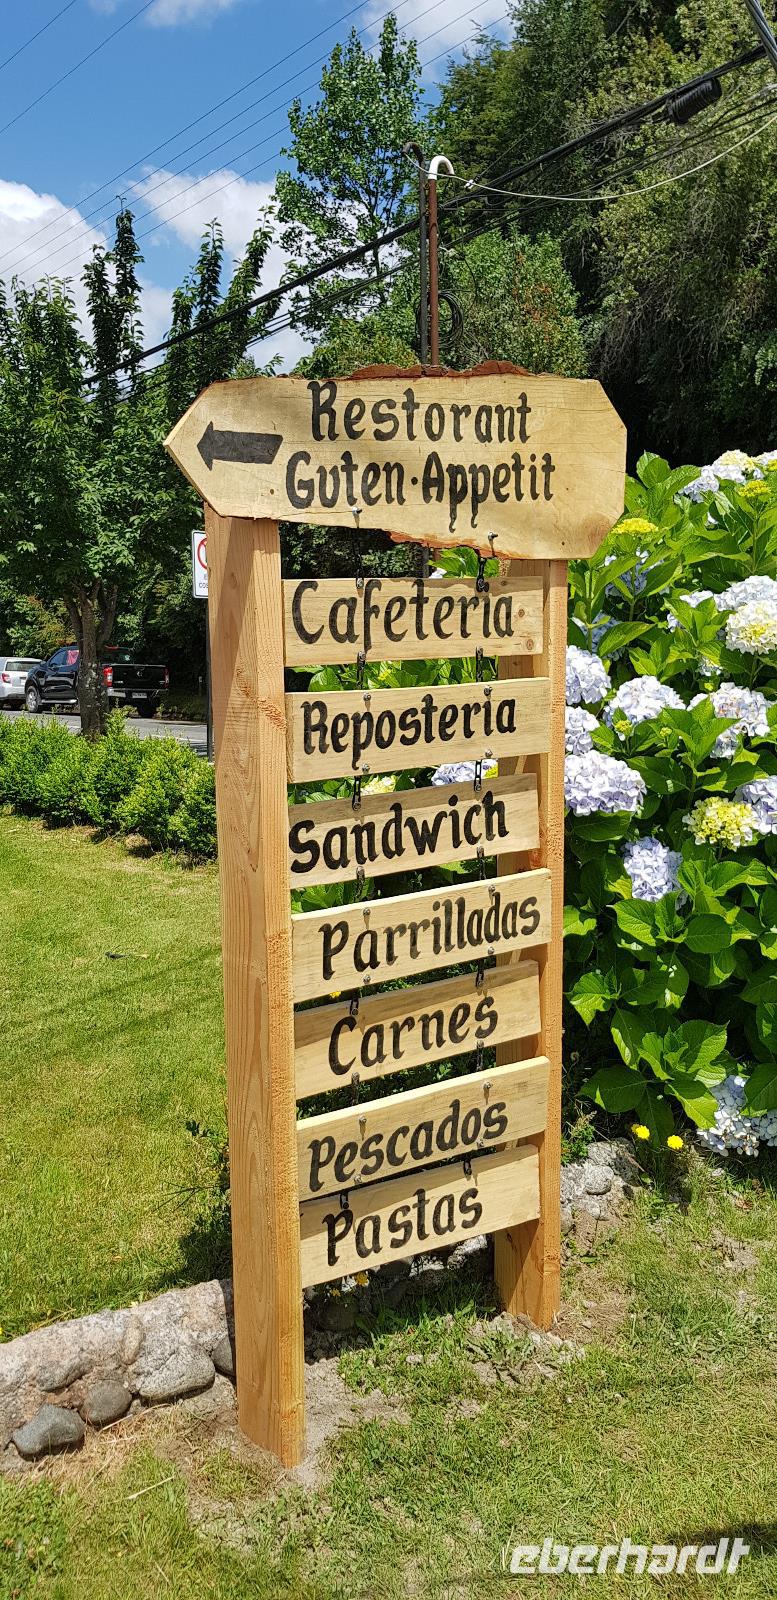 Restorant
Guten·Appetit
Cafeteria
Reposteria
Sandwich
Parrilladas
Carnes
Pescados
Pastas
eberhardt